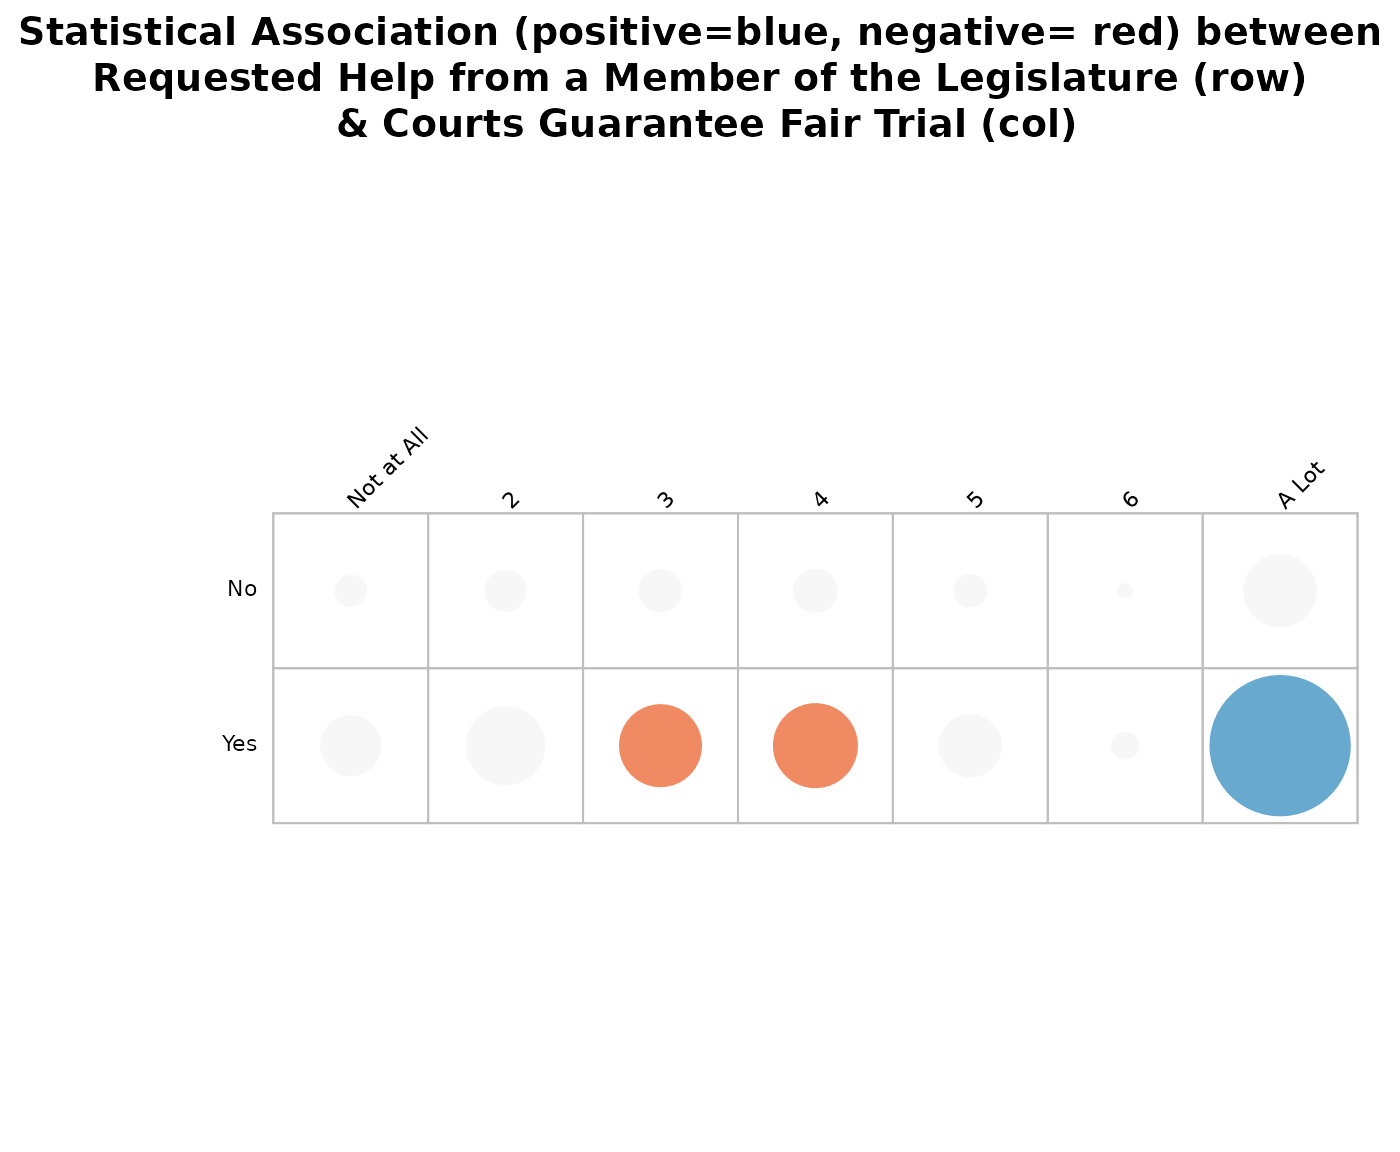 Statistical Association (positive=blue, negative= red) between
Requested Help from a Member of the Legislature (row)
& Courts Guarantee Fair Trial (col)
Not at All
2
3
4
5
6
A Lot
No
Yes